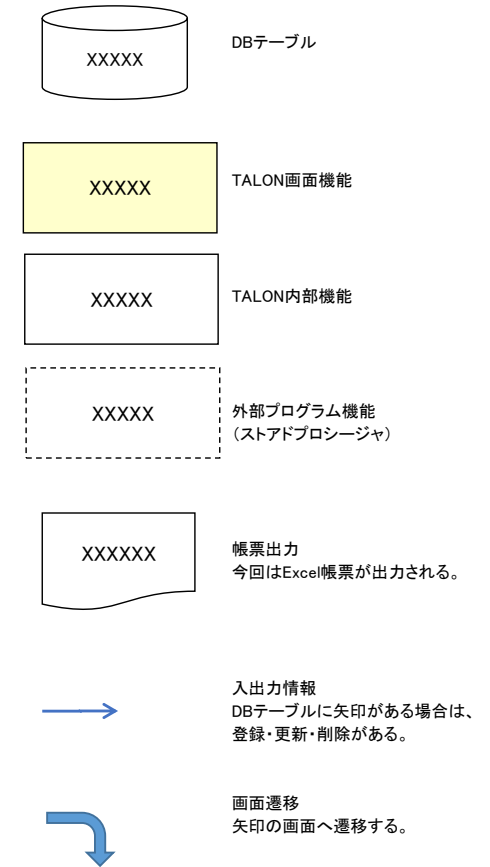 XXXXX
DBテーブル
XXXXX
TALON画面機能
XXXXX
TALON内部機能
XXXXX
外部プログラム機能
（ストアドプロシージャ）
XXXXXX
帳票出力
今回はExcel帳票が出力される。
入出力情報
DBテーブルに矢印がある場合は、
登録・更新・削除がある。
画面遷移
矢印の画面へ遷移する。